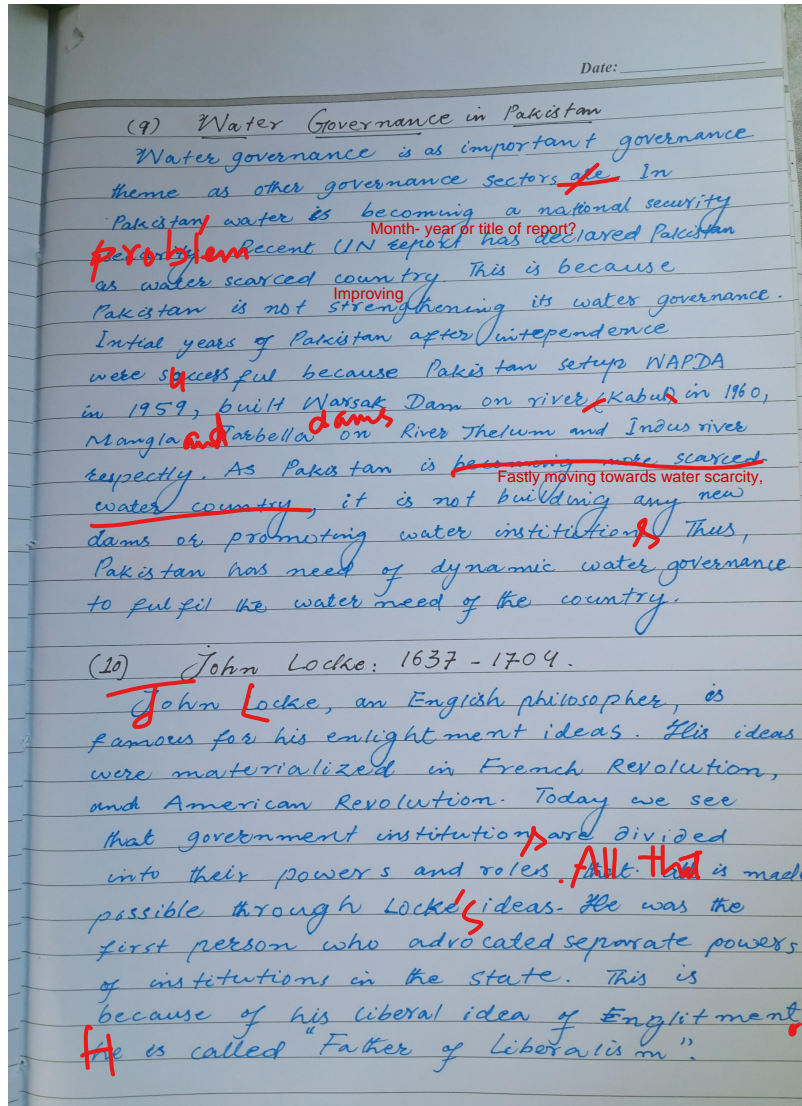 Date:
(9) Water Governance in Pakistan
Water governance is as important governance
theme as other governance sectors are. In
Pakistan, water is becoming a national security
Month- year or title of report?
problem Recent UN report has declared Pakistan
as water scarced country. This is because
Improving
Pakistan is not strengthening its water governance.
Intial years of Pakistan after intependence
were successful because Pakistan setup WAPDA
in 1959, built Warsak Dam on river (Kabul) in 1960,
dams
Mangla and Tarbella on River Jhelum and Indus river
respectly. As Pakistan is becoming more scarced
Fastly moving towards water scarcity,
water country, it is not building any new
dams or promoting water institiutions Thus,
Pakistan has need of dynamic water governance
to fulfil the water need of the country.
(10) John Locke: 1637 - 1704.
John Locke, an English philosopher, is
famous for his enlightment ideas. His ideas
were materialized in French Revolution,
and American Revolution. Today we see
that government institutions are divided
into their powers and roles. All that is made
possible through Locke's ideas. He was the
first person who advocated separate powers
of institutions in the State. This is
because of his liberal idea of Englitment.
He is called "Father of Liberalism".